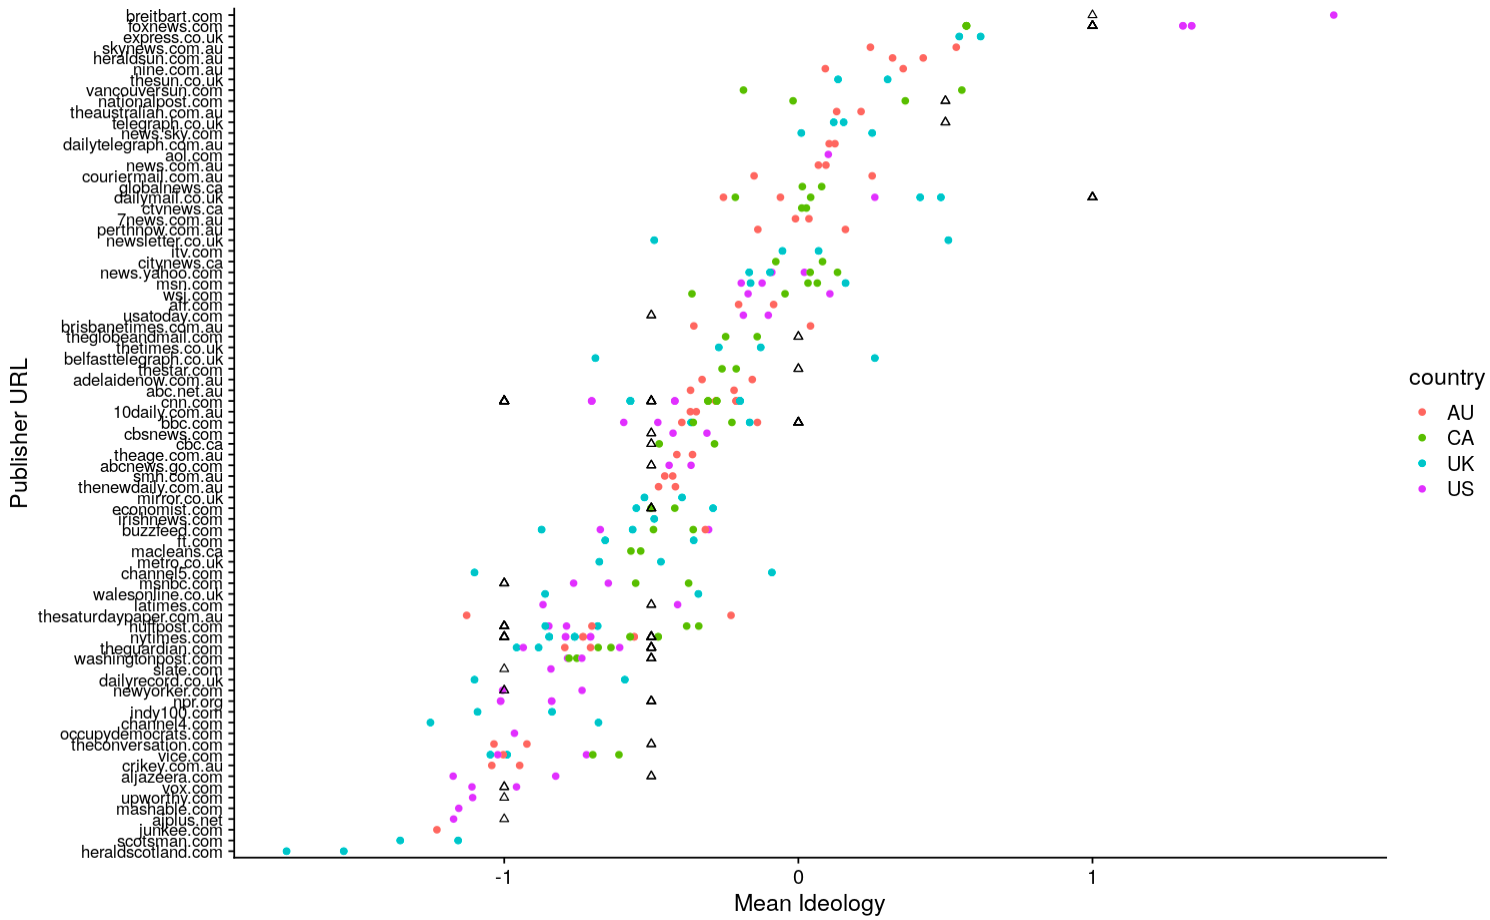 breitbart.com
foxnews.com
express.co.uk
skynews.com.au
heraldsun.com.au
nine.com.au
thesun.co.uk
vancouversun.com
nationalpost.com
theaustralian.com.au
telegraph.co.uk
news.sky.com
dailytelegraph.com.au
aol.com
news.com.au
couriermail.com.au
globalnews.ca
dailymail.co.uk
ctvnews.ca
7news.com.au
perthnow.com.au
newsletter.co.uk
itv.com
citynews.ca
news.yahoo.com
msn.com
wsj.com
afr.com
usatoday.com
brisbanetimes.com.au
theglobeandmail.com
thetimes.co.uk
belfasttelegraph.co.uk
thestar.com
adelaidenow.com.au
abc.net.au
cnn.com
10daily.com.au
bbc.com
cbsnews.com
cbc.ca
theage.com.au
abcnews.go.com
smh.com.au
thenewdaily.com.au
mirror.co.uk
economist.com
irishnews.com
buzzfeed.com
ft.com
macleans.ca
metro.co.uk
channel5.com
msnbc.com
walesonline.co.uk
latimes.com
thesaturdaypaper.com.au
huffpost.com
nytimes.com
theguardian.com
washingtonpost.com
slate.com
dailyrecord.co.uk
newyorker.com
npr.org
indy100.com
channel4.com
occupydemocrats.com
theconversation.com
vice.com
crikey.com.au
aljazeera.com
vox.com
upworthy.com
mashable.com
ajplus.net
junkee.com
scotsman.com
heraldscotland.com
Publisher URL
-1
0
1
Mean Ideology
country
AU
CA
UK
US